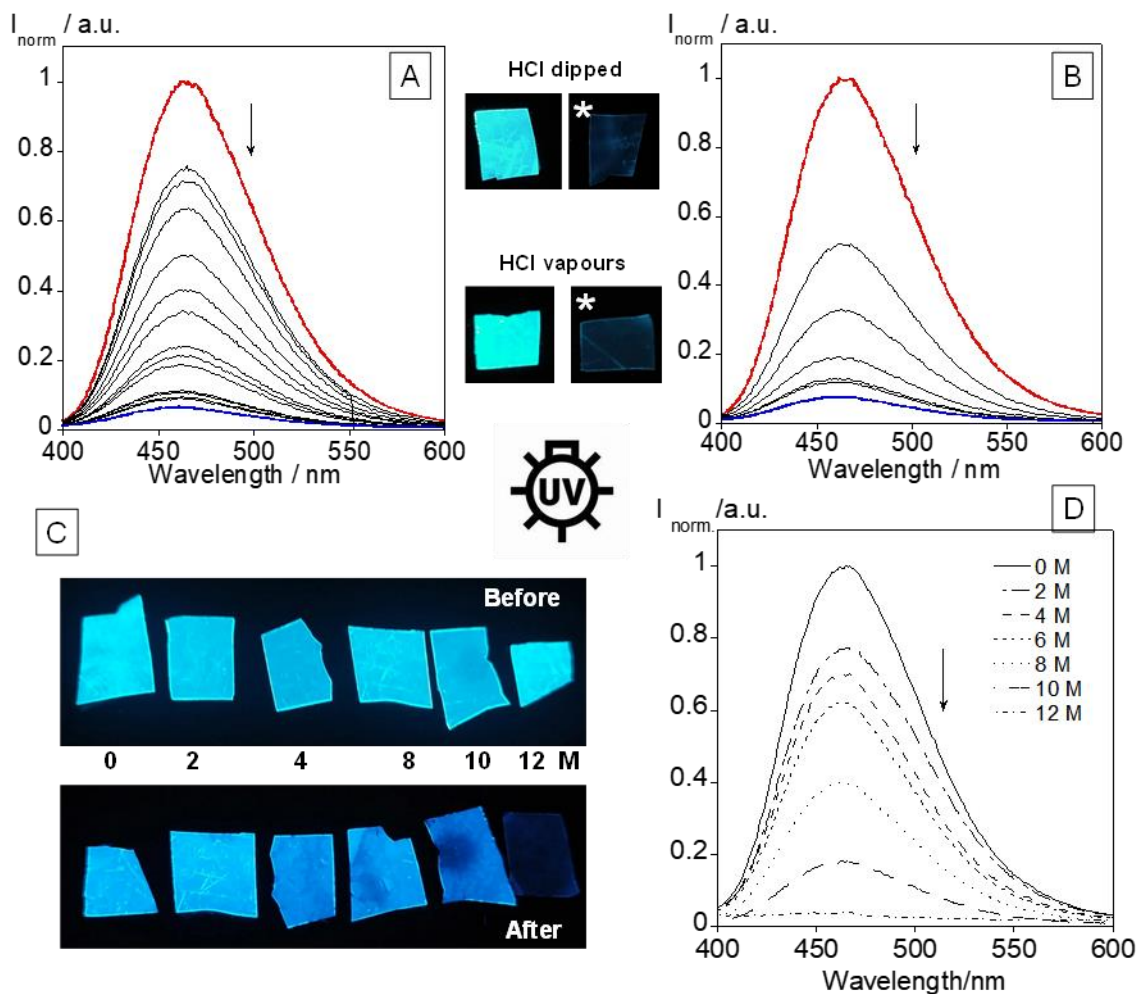 I norm / a.u.
A
1
0.8
0.6
0.4
0.2
0
400 450 500 550 600
Wavelength / nm
HCl dipped
*
HCl vapours
*
I norm / a.u.
B
1
0.8
0.6
0.4
0.2
0
400 450 500 550 600
Wavelength / nm
UV
C
Before
0 2 4 8 10 12 M
After
I norm. /a.u.
D
1
0.8
0.6
0.4
0.2
0
0 M
2 M
4 M
6 M
8 M
10 M
12 M
400 450 500 550 600
Wavelength/nm